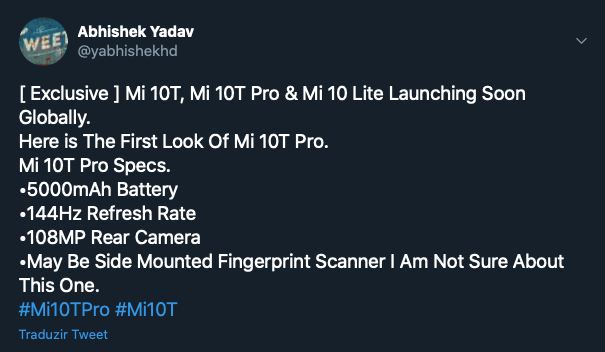 WEET
Abhishek Yadav
@yabhishekhd
[ Exclusive ] Mi 10T, Mi 10T Pro & Mi 10 Lite Launching Soon
Globally.
Here is The First Look Of Mi 10T Pro.
Mi 10T Pro Specs.
•5000mAh Battery
•144Hz Refresh Rate
•108MP Rear Camera
•May Be Side Mounted Fingerprint Scanner I Am Not Sure About
This One.
#Mi10TPro #Mi10T
Traduzir Tweet